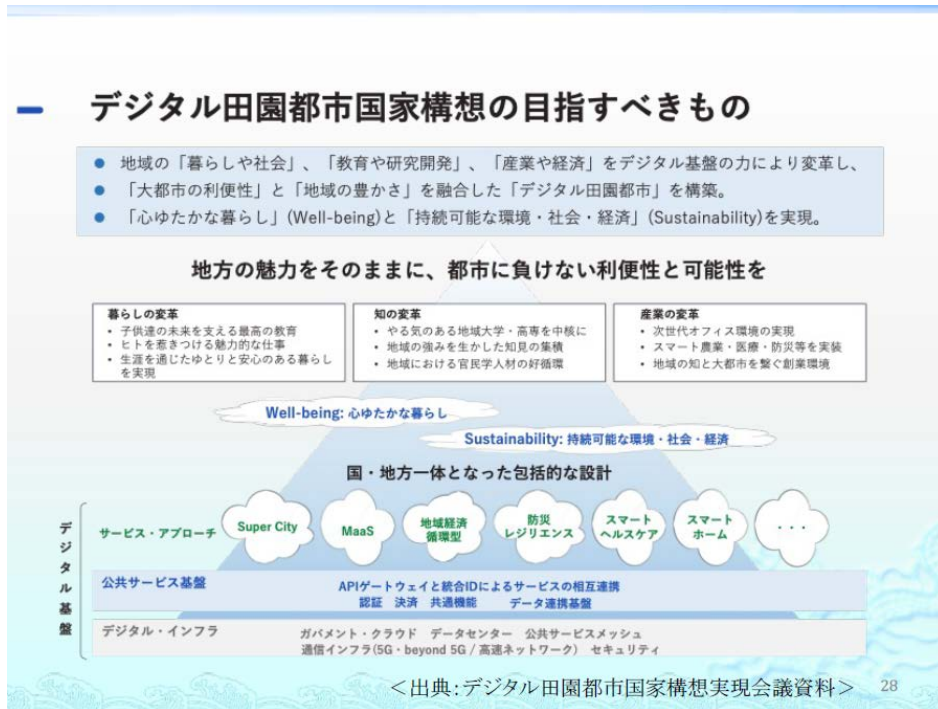 デジタル田園都市国家構想の目指すべきもの
● 地域の「暮らしや社会」、「教育や研究開発」、「産業や経済」をデジタル基盤の力により変革し、
● 「大都市の利便性」と「地域の豊かさ」を融合した「デジタル田園都市」を構築。
● 「心ゆたかな暮らし」(Well-being)と「持続可能な環境・社会・経済」(Sustainability)を実現。
地方の魅力をそのままに、都市に負けない利便性と可能性を
暮らしの変革
• 子供達の未来を支える最高の教育
• ヒトを惹きつける魅力的な仕事
• 生涯を通じたゆとりと安心のある暮らし
を実現
知の変革
• やる気のある地域大学・高専を中核に
• 地域の強みを生かした知見の集積
• 地域における官民学人材の好循環
産業の変革
• 次世代オフィス環境の実現
• スマート農業・医療・防災等を実装
• 地域の知と大都市を繋ぐ創業環境
Well-being: 心ゆたかな暮らし
Sustainability: 持続可能な環境・社会・経済
国・地方一体となった包括的な設計
デジタル基盤
サービス・アプローチ
Super City
MaaS
地域経済
循環型
防災
レジリエンス
スマート
ヘルスケア
スマート
ホーム
・・・
公共サービス基盤
APIゲートウェイと統合IDによるサービスの相互連携
認証 決済 共通機能 データ連携基盤
デジタル・インフラ
ガバメント・クラウド データセンター 公共サービスメッシュ
通信インフラ(5G・beyond 5G / 高速ネットワーク) セキュリティ
＜出典：デジタル田園都市国家構想実現会議資料＞
28